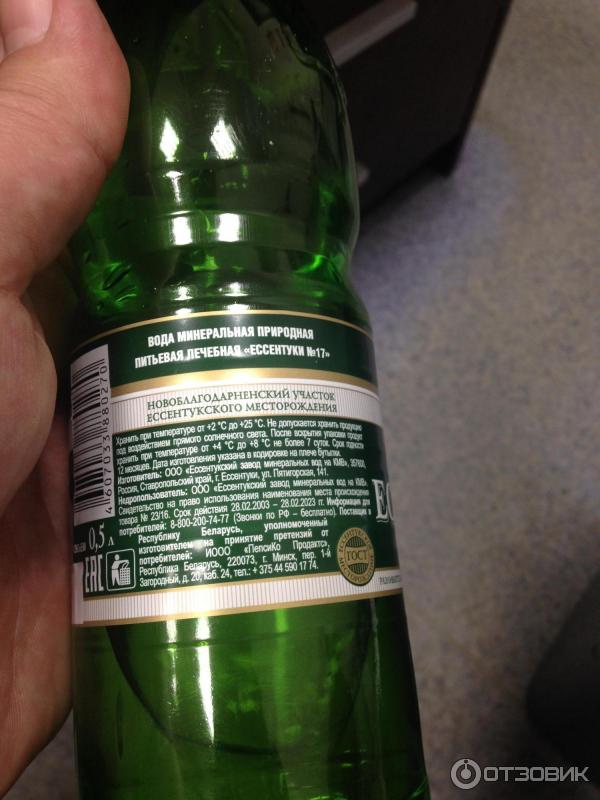 ВОДА МИНЕРАЛЬНАЯ ПРИРОДНАЯ
ПИТЬЕВАЯ ЛЕЧЕБНАЯ «ЕССЕНТУКИ №17»
НОВОБЛАГОДАРНЕНСКИЙ УЧАСТОК
ЕССЕНТУКСКОГО МЕСТОРОЖДЕНИЯ
Хранить при температуре от +2 °С до +25 °С. Не допускается хранить продукцию
под воздействием прямого солнечного света. После вскрытия упаковки продукт
хранить при температуре от +4 °С до +8 °С не более 7 суток. Срок годности
12 месяцев. Дата изготовления указана в кодировке на плече бутылки.
Изготовитель: ООО «Ессентукский завод минеральных вод на КМВ», 357600,
Россия, Ставропольский край, г. Ессентуки, ул. Пятигорская, 141.
Недропользователь: ООО «Ессентукский завод минеральных вод на КМВ».
Свидетельство на право использования наименования места происхождения
товара № 23/16. Срок действия 28.02.2003 – 28.02.2023 гг. Информация для
потребителей: 8-800-200-74-77 (Звонки по РФ – бесплатно). Поставщик в
Республику Беларусь, уполномоченный
изготовителем на принятие претензий от
потребителей: ИООО «ПепсиКо Продактс»,
Республика Беларусь, 220073, г. Минск, пер. 1-й
Загородный, д. 20, каб. 24, тел.: + 375 44 590 17 74.
4607033880270
ОБЪЕМ 0,5 л
EAC
ГОСТ
ОТЗОВИК